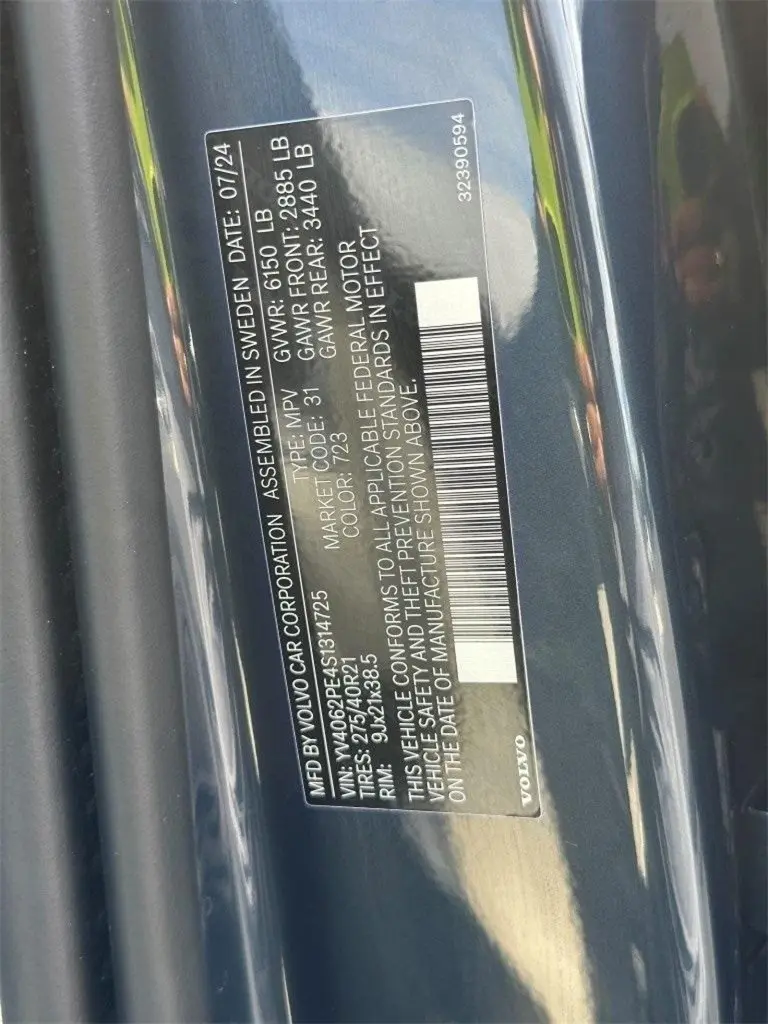 MFD BY VOLVO CAR CORPORATION ASSEMBLED IN SWEDEN DATE: 07/24
VIN: YV4062PE4S1314725 TYPE: MPV GVWR: 6150 LB
TIRES: 275/40R21 MARKET CODE: 31 GAWR FRONT: 2885 LB
RIM: 9Jx21x38.5 COLOR: 723 GAWR REAR: 3440 LB
THIS VEHICLE CONFORMS TO ALL APPLICABLE FEDERAL MOTOR
VEHICLE SAFETY AND THEFT PREVENTION STANDARDS IN EFFECT
ON THE DATE OF MANUFACTURE SHOWN ABOVE.
VOLVO
32390594